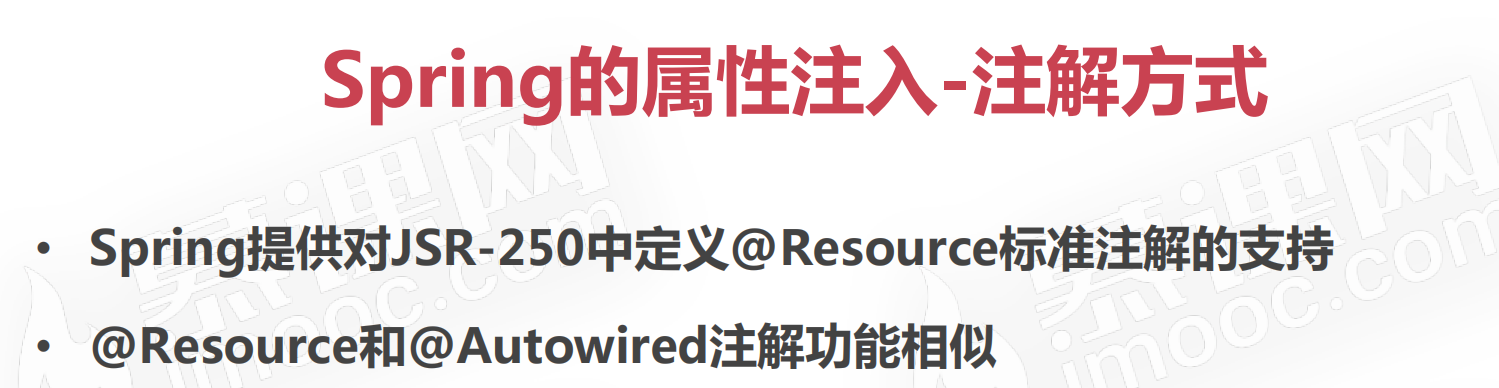 Spring的属性注入-注解方式
• Spring提供对JSR-250中定义@Resource标准注解的支持
• @Resource和@Autowired注解功能相似
慕课网
imooc.com
慕课网
imooc.com